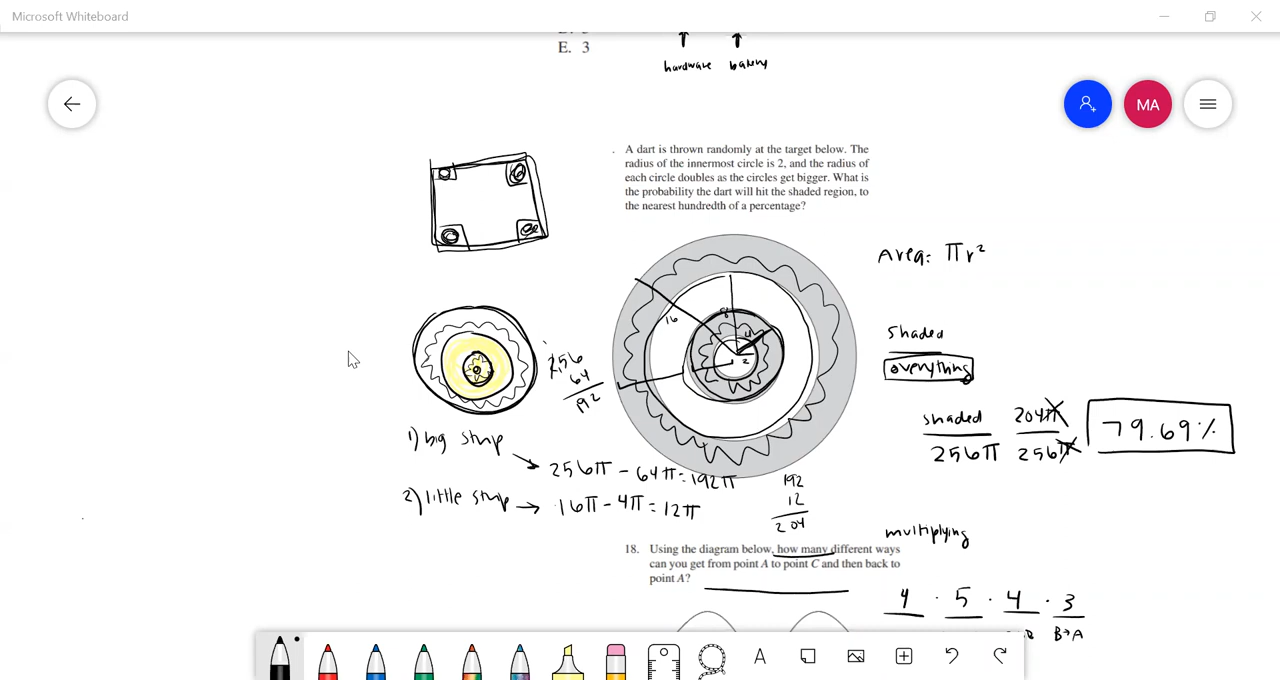 Microsoft Whiteboard
E. 3
hardware bakery
MA
. A dart is thrown randomly at the target below. The
radius of the innermost circle is 2, and the radius of
each circle doubles as the circles get bigger. What is
the probability the dart will hit the shaded region, to
the nearest hundredth of a percentage?
Area: πr²
16
8
4
2
shaded
everything
256
64
192
shaded
256π
204π
256π
79.69%
1) big strip
256π - 64π = 192π
2) little strip → 16π - 4π = 12π
192
12
204
multiplying
18. Using the diagram below, how many different ways
can you get from point A to point C and then back to
point A?
4 · 5 · 4 · 3
B→A
A